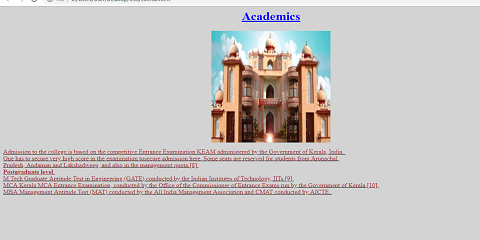 Academics
Admission to the college is based on the competitive Entrance Examination KEAM administered by the Government of Kerala, India.
One has to secure very high score in the examination tosecure admission here. Some seats are reserved for students from Arunachal
Pradesh, Andaman and Lakshadweep, and also in the management quota.[8]
Postgraduate level
M.Tech Graduate Aptitude Test in Engineering (GATE) conducted by the Indian Institutes of Technology, IITs.[9]
MCA Kerala MCA Entrance Examination, conducted by the Office of the Commissioner of Entrance Exams run by the Government of Kerala.[10]
MBA Management Aptitude Test (MAT) conducted by the All India Management Association and CMAT conducted by AICTE.